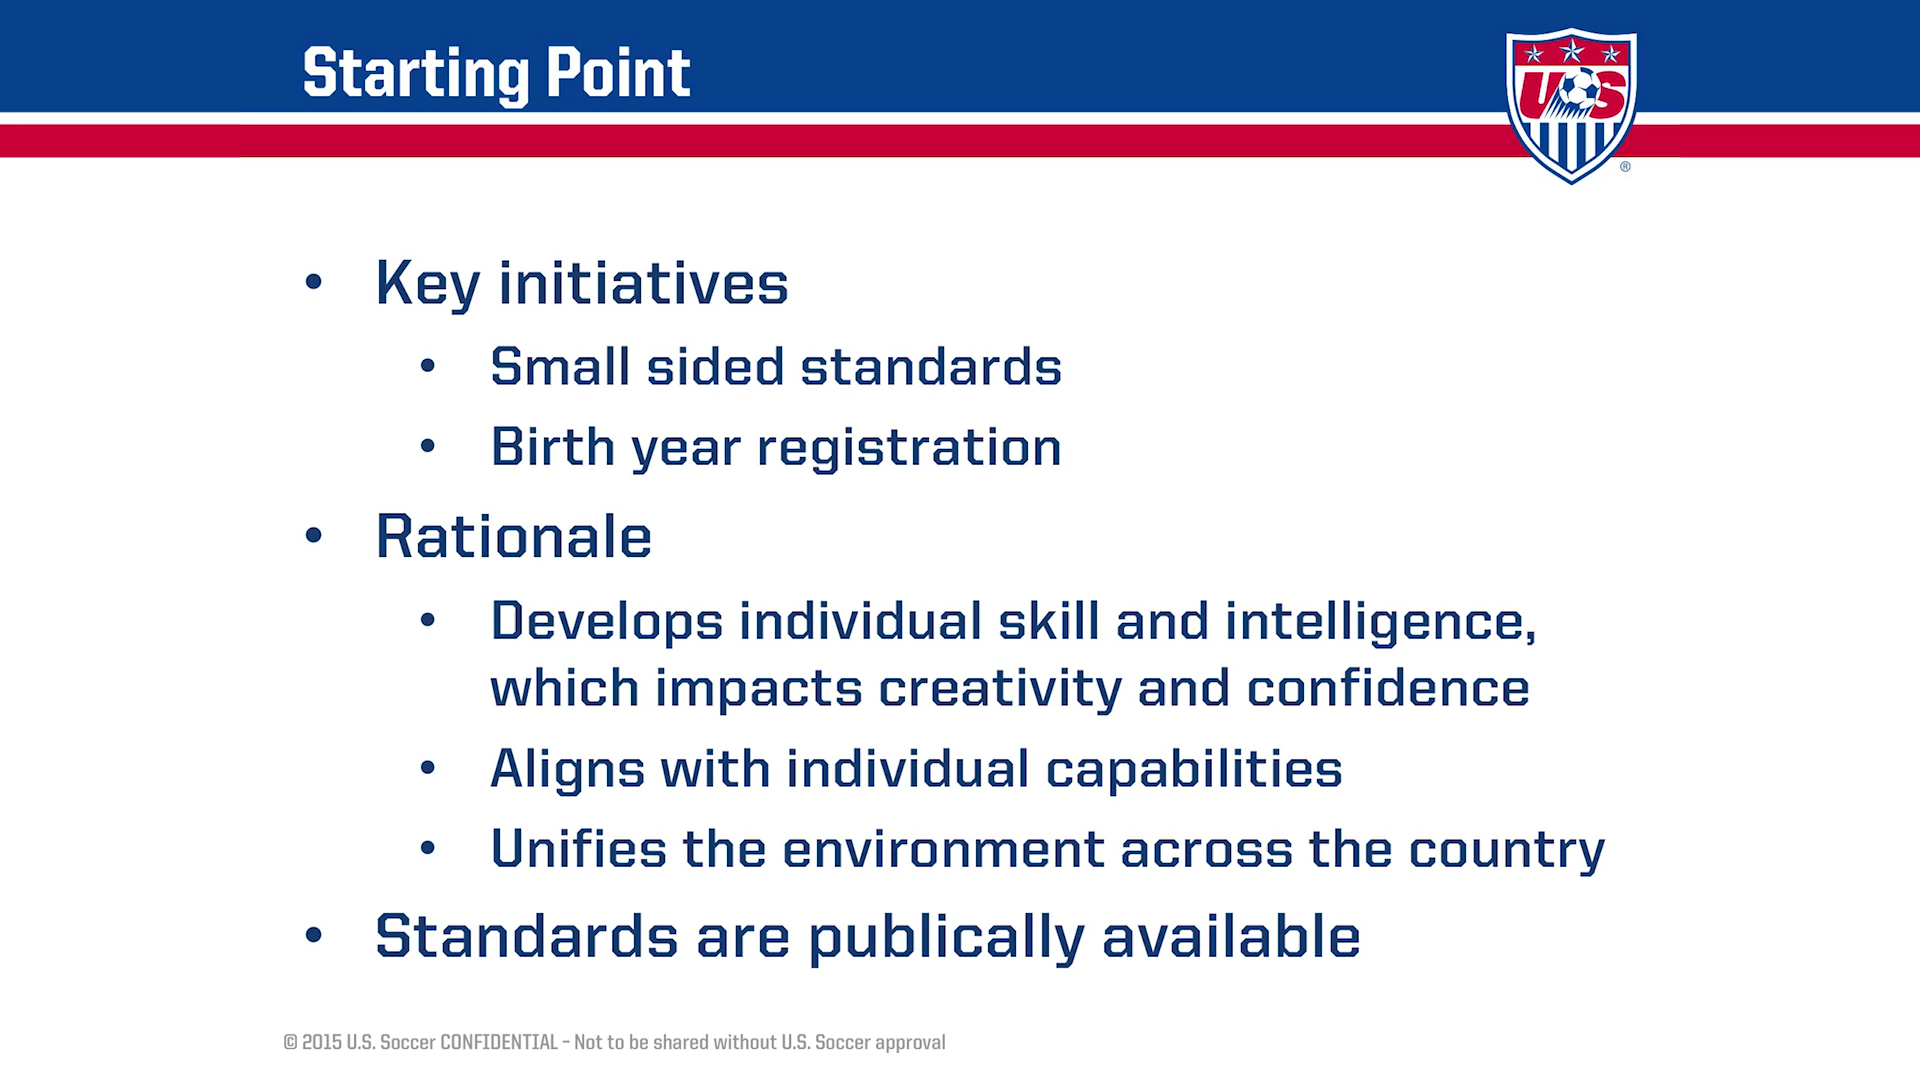 Starting Point
US
®
• Key initiatives
• Small sided standards
• Birth year registration
• Rationale
• Develops individual skill and intelligence,
which impacts creativity and confidence
• Aligns with individual capabilities
• Unifies the environment across the country
• Standards are publically available
© 2015 U.S. Soccer CONFIDENTIAL – Not to be shared without U.S. Soccer approval